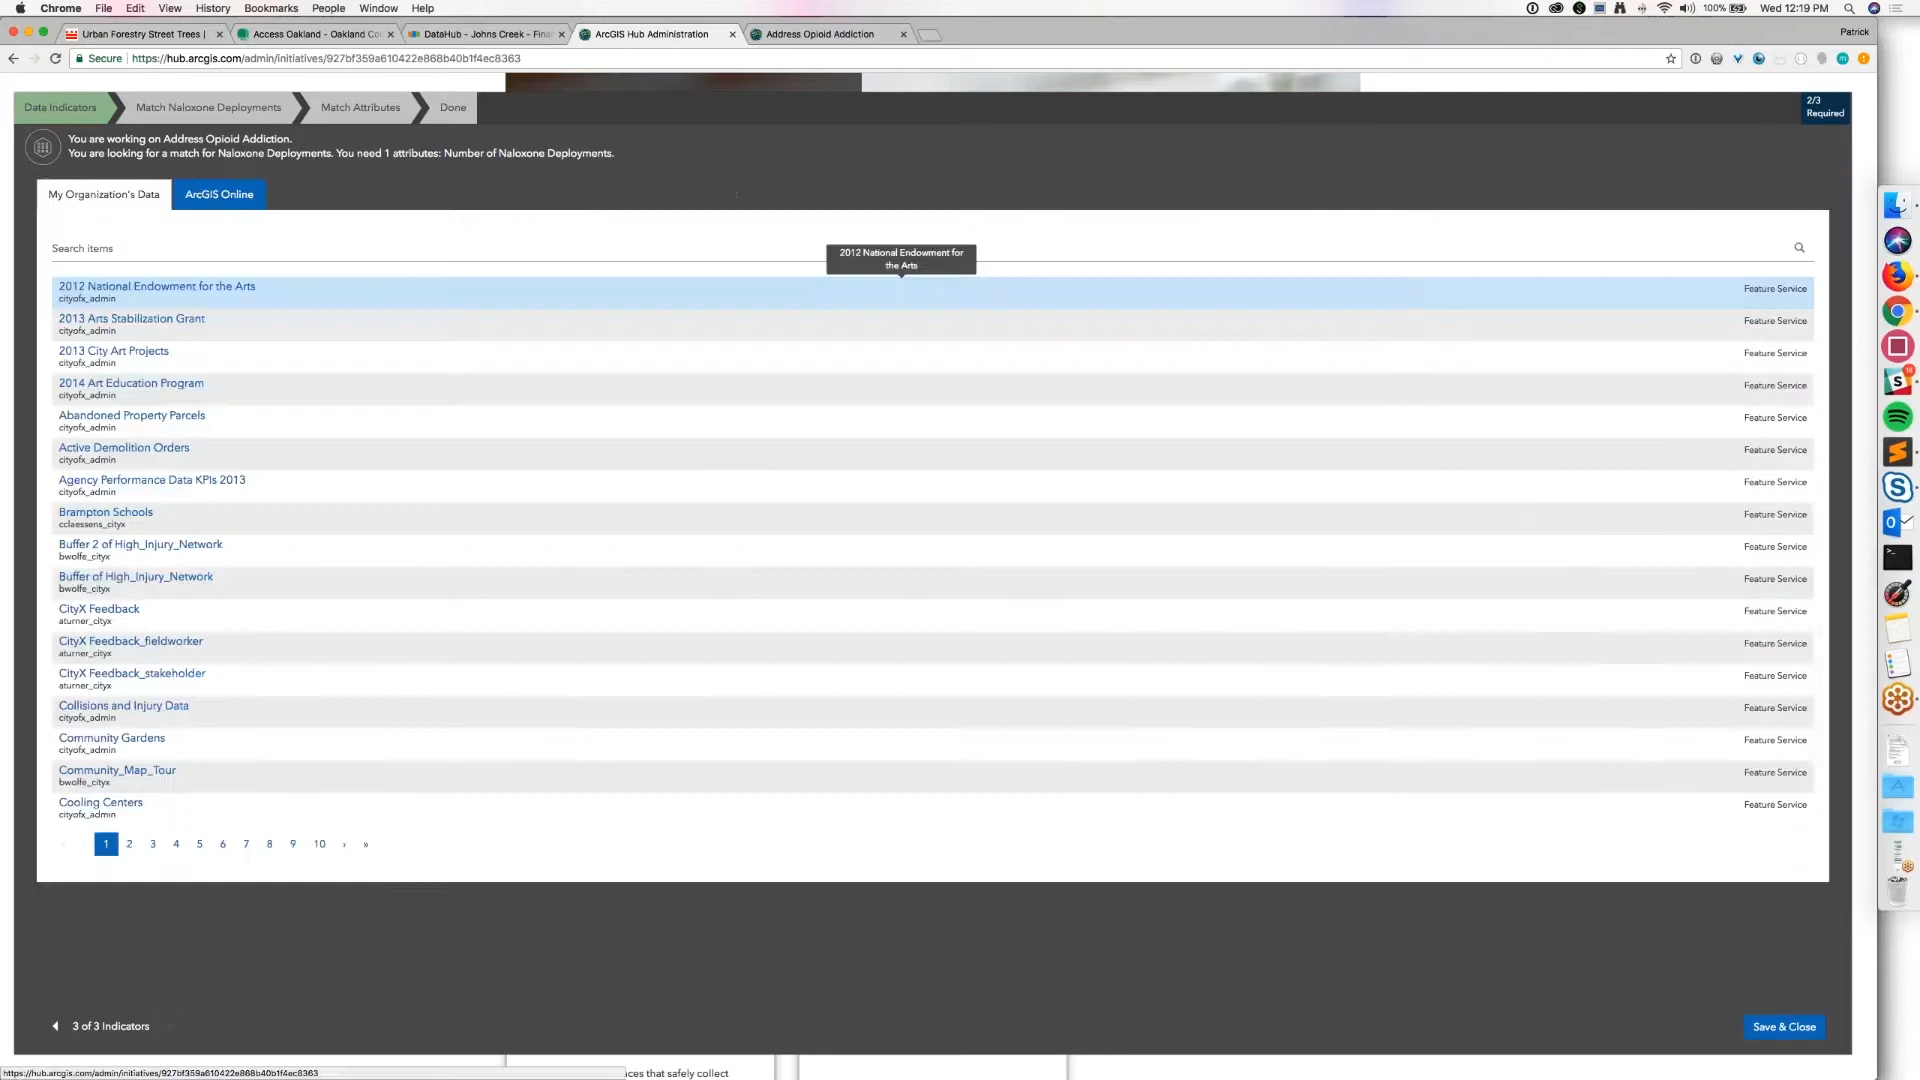 Chrome File Edit View History Bookmarks People Window Help 100% Wed 12:19 PM
Urban Forestry Street Trees | Access Oakland - Oakland Co DataHub - Johns Creek - Finan ArcGIS Hub Administration Address Opioid Addiction Patrick
Secure https://hub.arcgis.com/admin/initiatives/927bf359a610422e868b40b1f4ec8363
Data Indicators Match Naloxone Deployments Match Attributes Done
2/3
Required
You are working on Address Opioid Addiction.
You are looking for a match for Naloxone Deployments. You need 1 attributes: Number of Naloxone Deployments.
My Organization's Data ArcGIS Online
Search items
2012 National Endowment for
the Arts
2012 National Endowment for the Arts Feature Service
cityofx_admin
2013 Arts Stabilization Grant Feature Service
cityofx_admin
2013 City Art Projects Feature Service
cityofx_admin
2014 Art Education Program Feature Service
cityofx_admin
Abandoned Property Parcels Feature Service
cityofx_admin
Active Demolition Orders Feature Service
cityofx_admin
Agency Performance Data KPIs 2013 Feature Service
cityofx_admin
Brampton Schools Feature Service
cclaessens_cityx
Buffer 2 of High_Injury_Network Feature Service
bwolfe_cityx
Buffer of High_Injury_Network Feature Service
bwolfe_cityx
CityX Feedback Feature Service
aturner_cityx
CityX Feedback_fieldworker Feature Service
aturner_cityx
CityX Feedback_stakeholder Feature Service
aturner_cityx
Collisions and Injury Data Feature Service
cityofx_admin
Community Gardens Feature Service
cityofx_admin
Community_Map_Tour Feature Service
bwolfe_cityx
Cooling Centers Feature Service
cityofx_admin
« 1 2 3 4 5 6 7 8 9 10 › »
3 of 3 Indicators
Save & Close
https://hub.arcgis.com/admin/initiatives/927bf359a610422e868b40b1f4ec8363
ces that safely collect